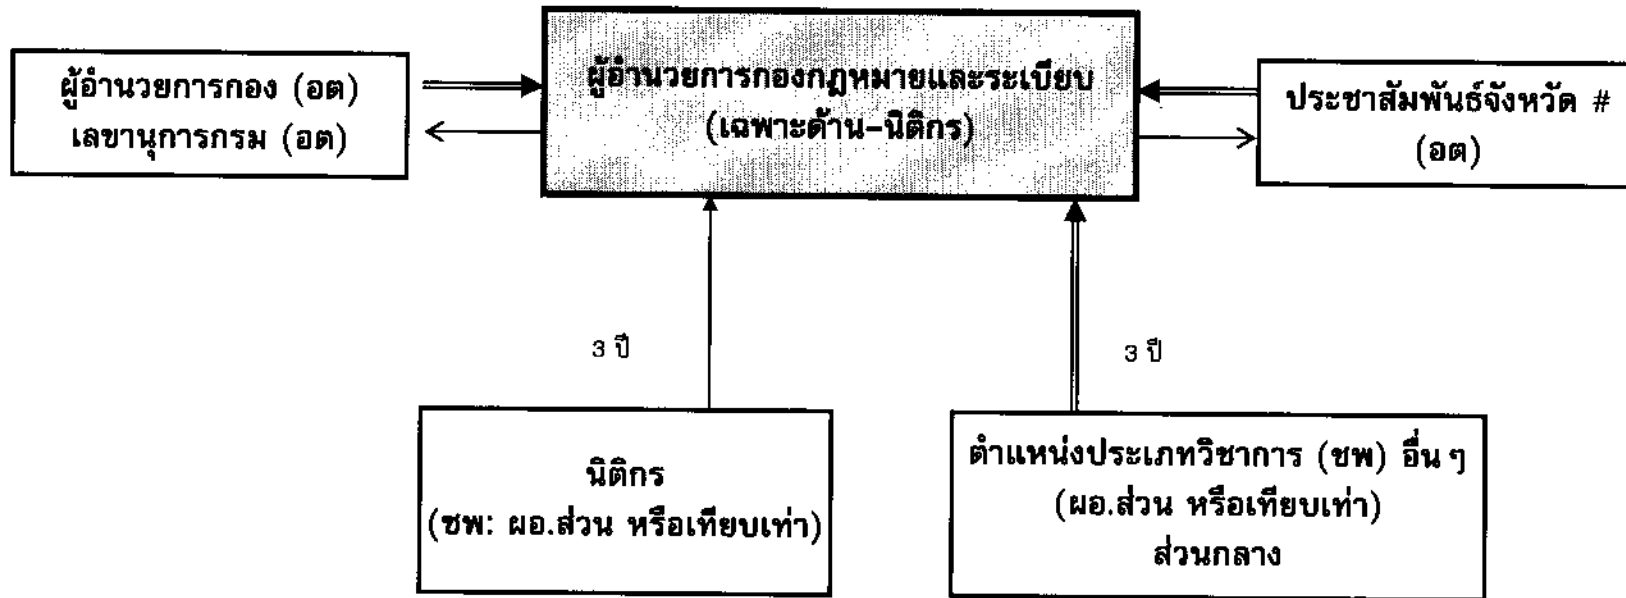 ผู้อำนวยการกอง (อต)
เลขานุการกรม (อต)
ผู้อำนวยการกองกฎหมายและระเบียบ
(เฉพาะด้าน-นิติกร)
ประชาสัมพันธ์จังหวัด #
(อต)
3 ปี
3 ปี
นิติกร
(ชพ: ผอ.ส่วน หรือเทียบเท่า)
ตำแหน่งประเภทวิชาการ (ชพ) อื่น ๆ
(ผอ.ส่วน หรือเทียบเท่า)
ส่วนกลาง